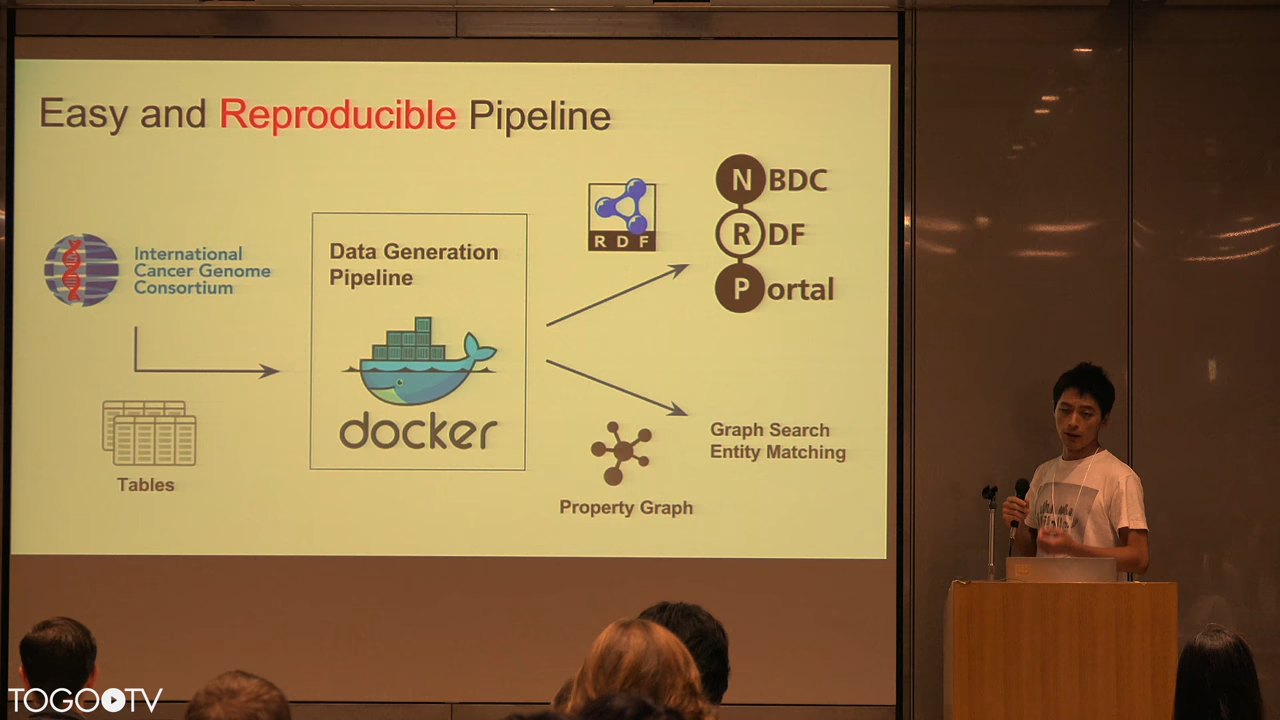 Easy and Reproducible Pipeline
International
Cancer Genome
Consortium
Tables
Data Generation
Pipeline
docker
RDF
NBDC
RDF
Portal
Property Graph
Graph Search
Entity Matching
TOGOTV